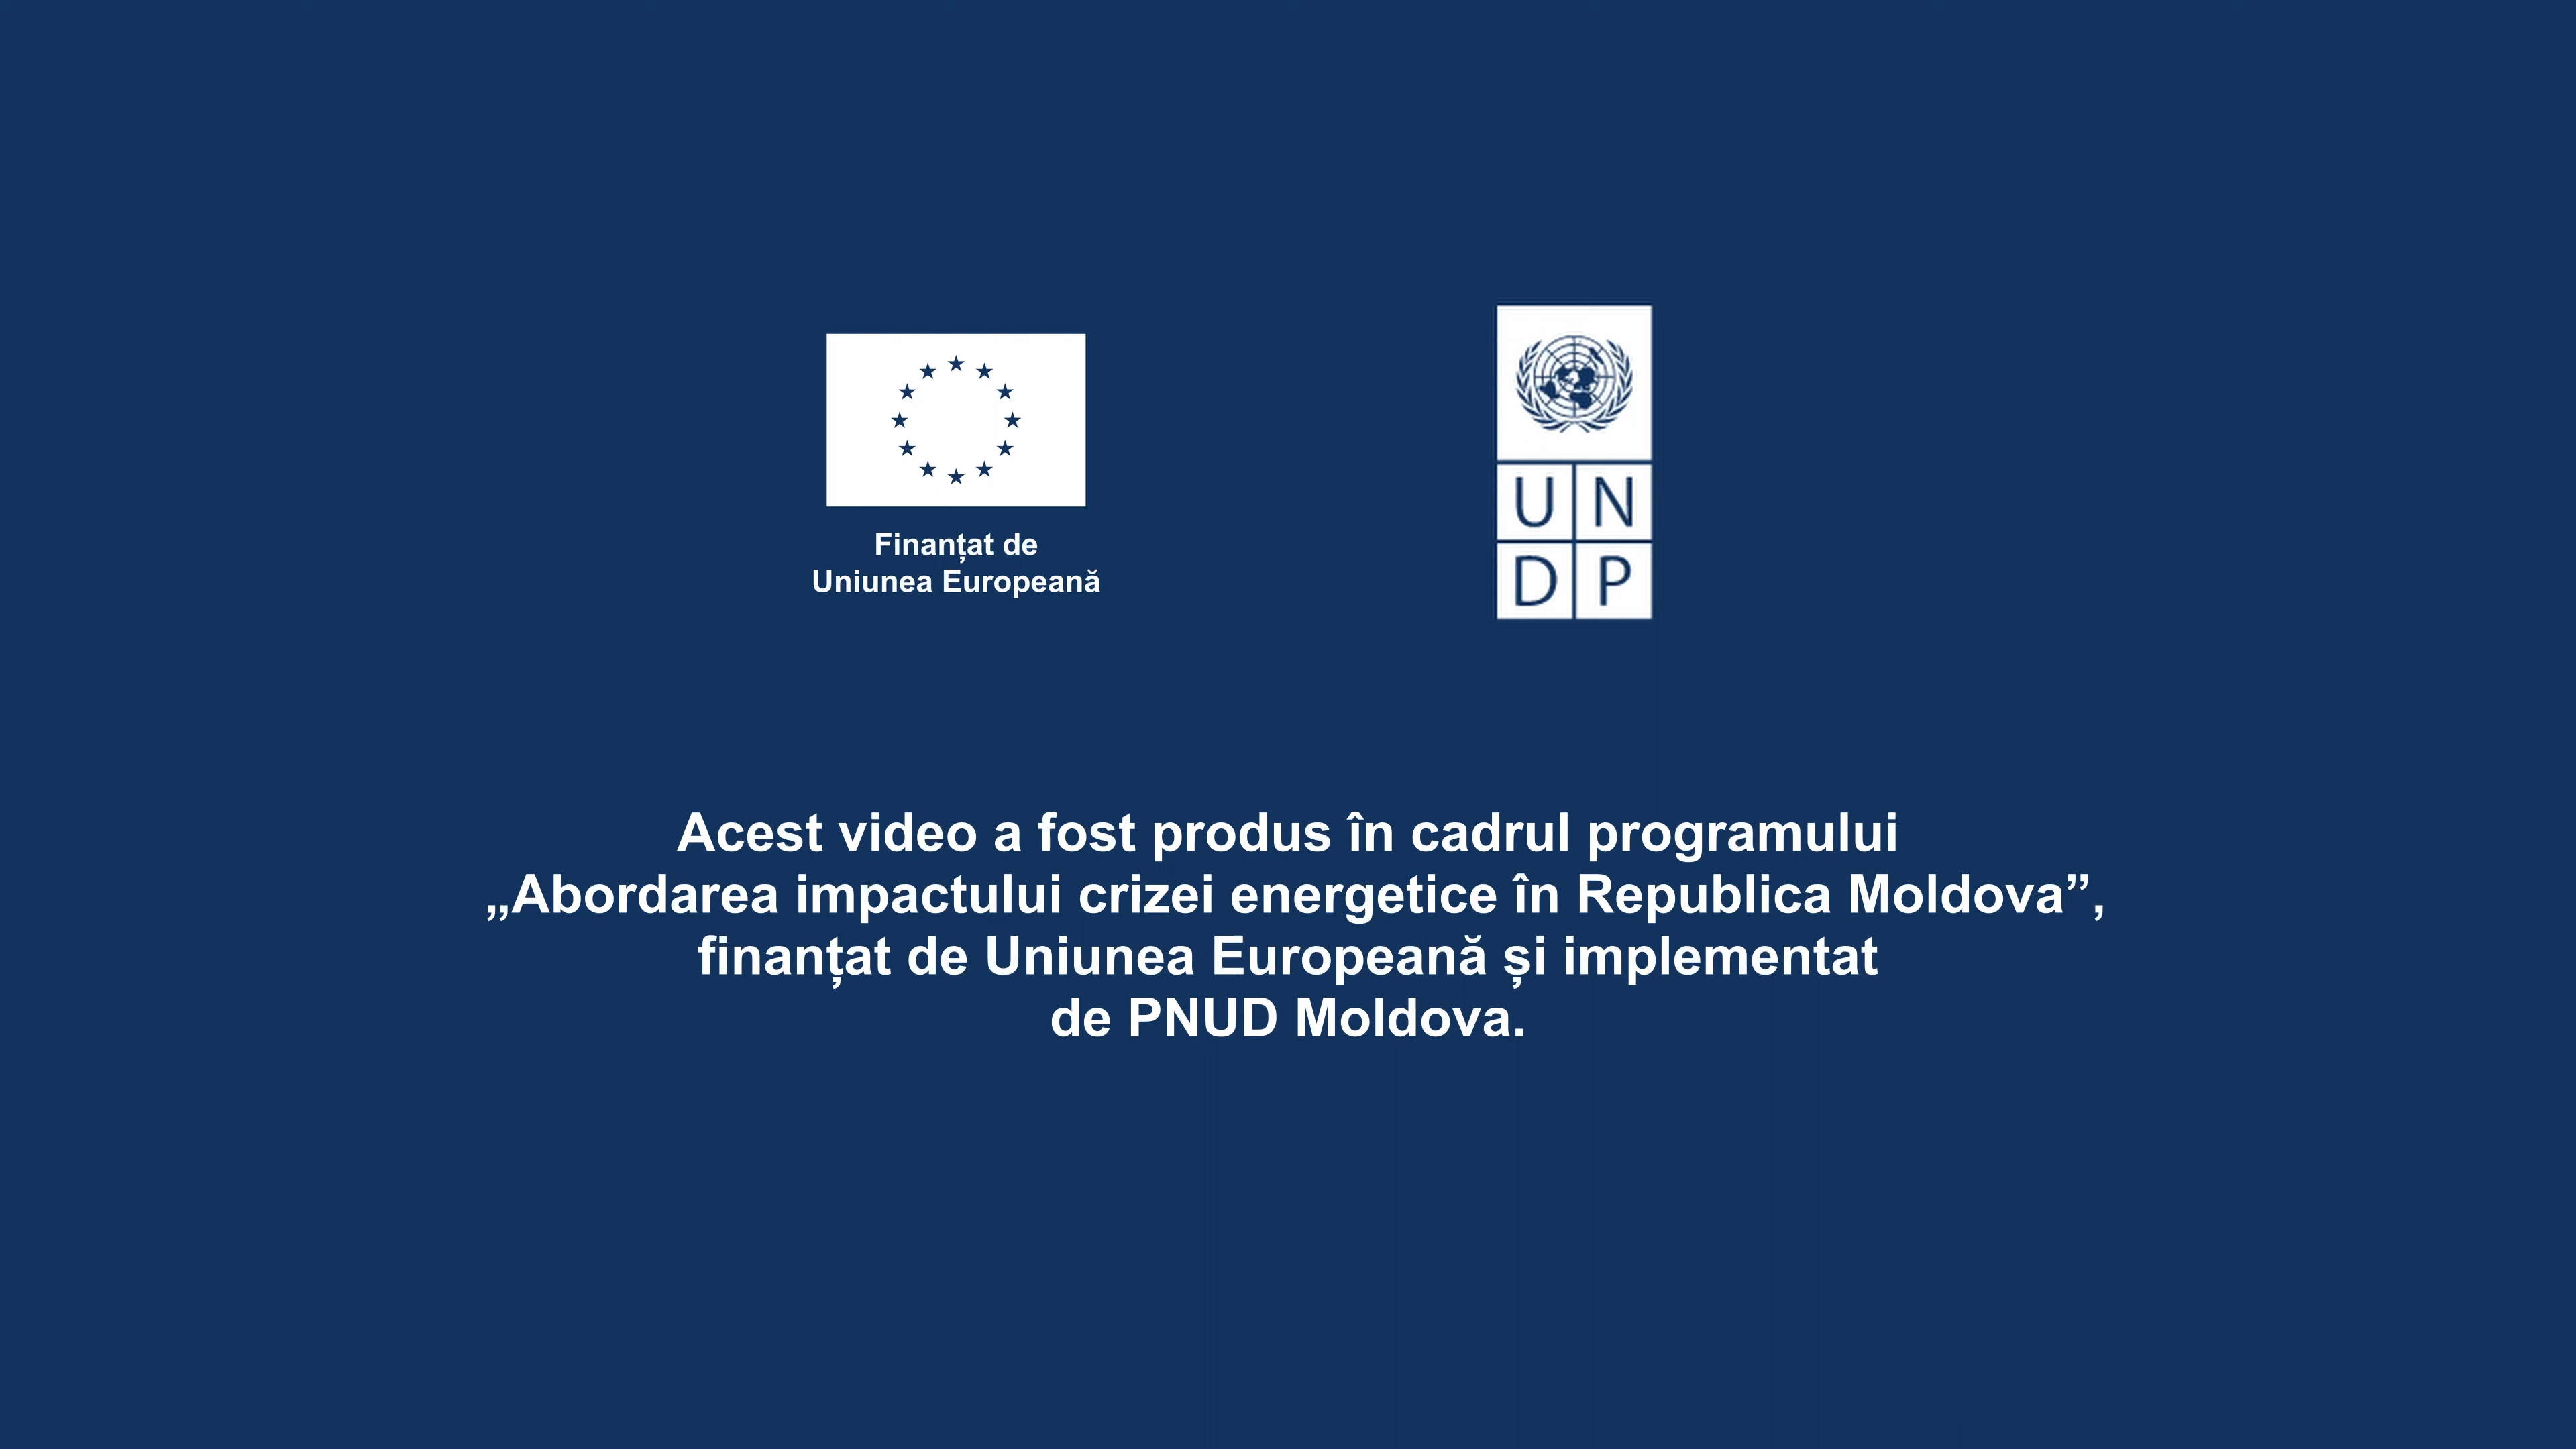 Finanțat de
Uniunea Europeană
U N
D P
Acest video a fost produs în cadrul programului
„Abordarea impactului crizei energetice în Republica Moldova”,
finanțat de Uniunea Europeană și implementat
de PNUD Moldova.